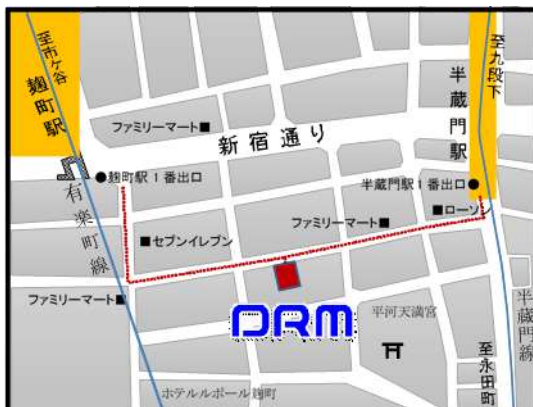 至市ケ谷
麹町駅
至九段下
半蔵門駅
ファミリーマート■
新宿通り
●麹町駅1番出口
半蔵門駅1番出口●
■ローソン
有楽町線
■セブンイレブン
ファミリーマート■
ファミリーマート■
DRM
平河天満宮
半蔵門線
至永田町
ホテルルポール麹町